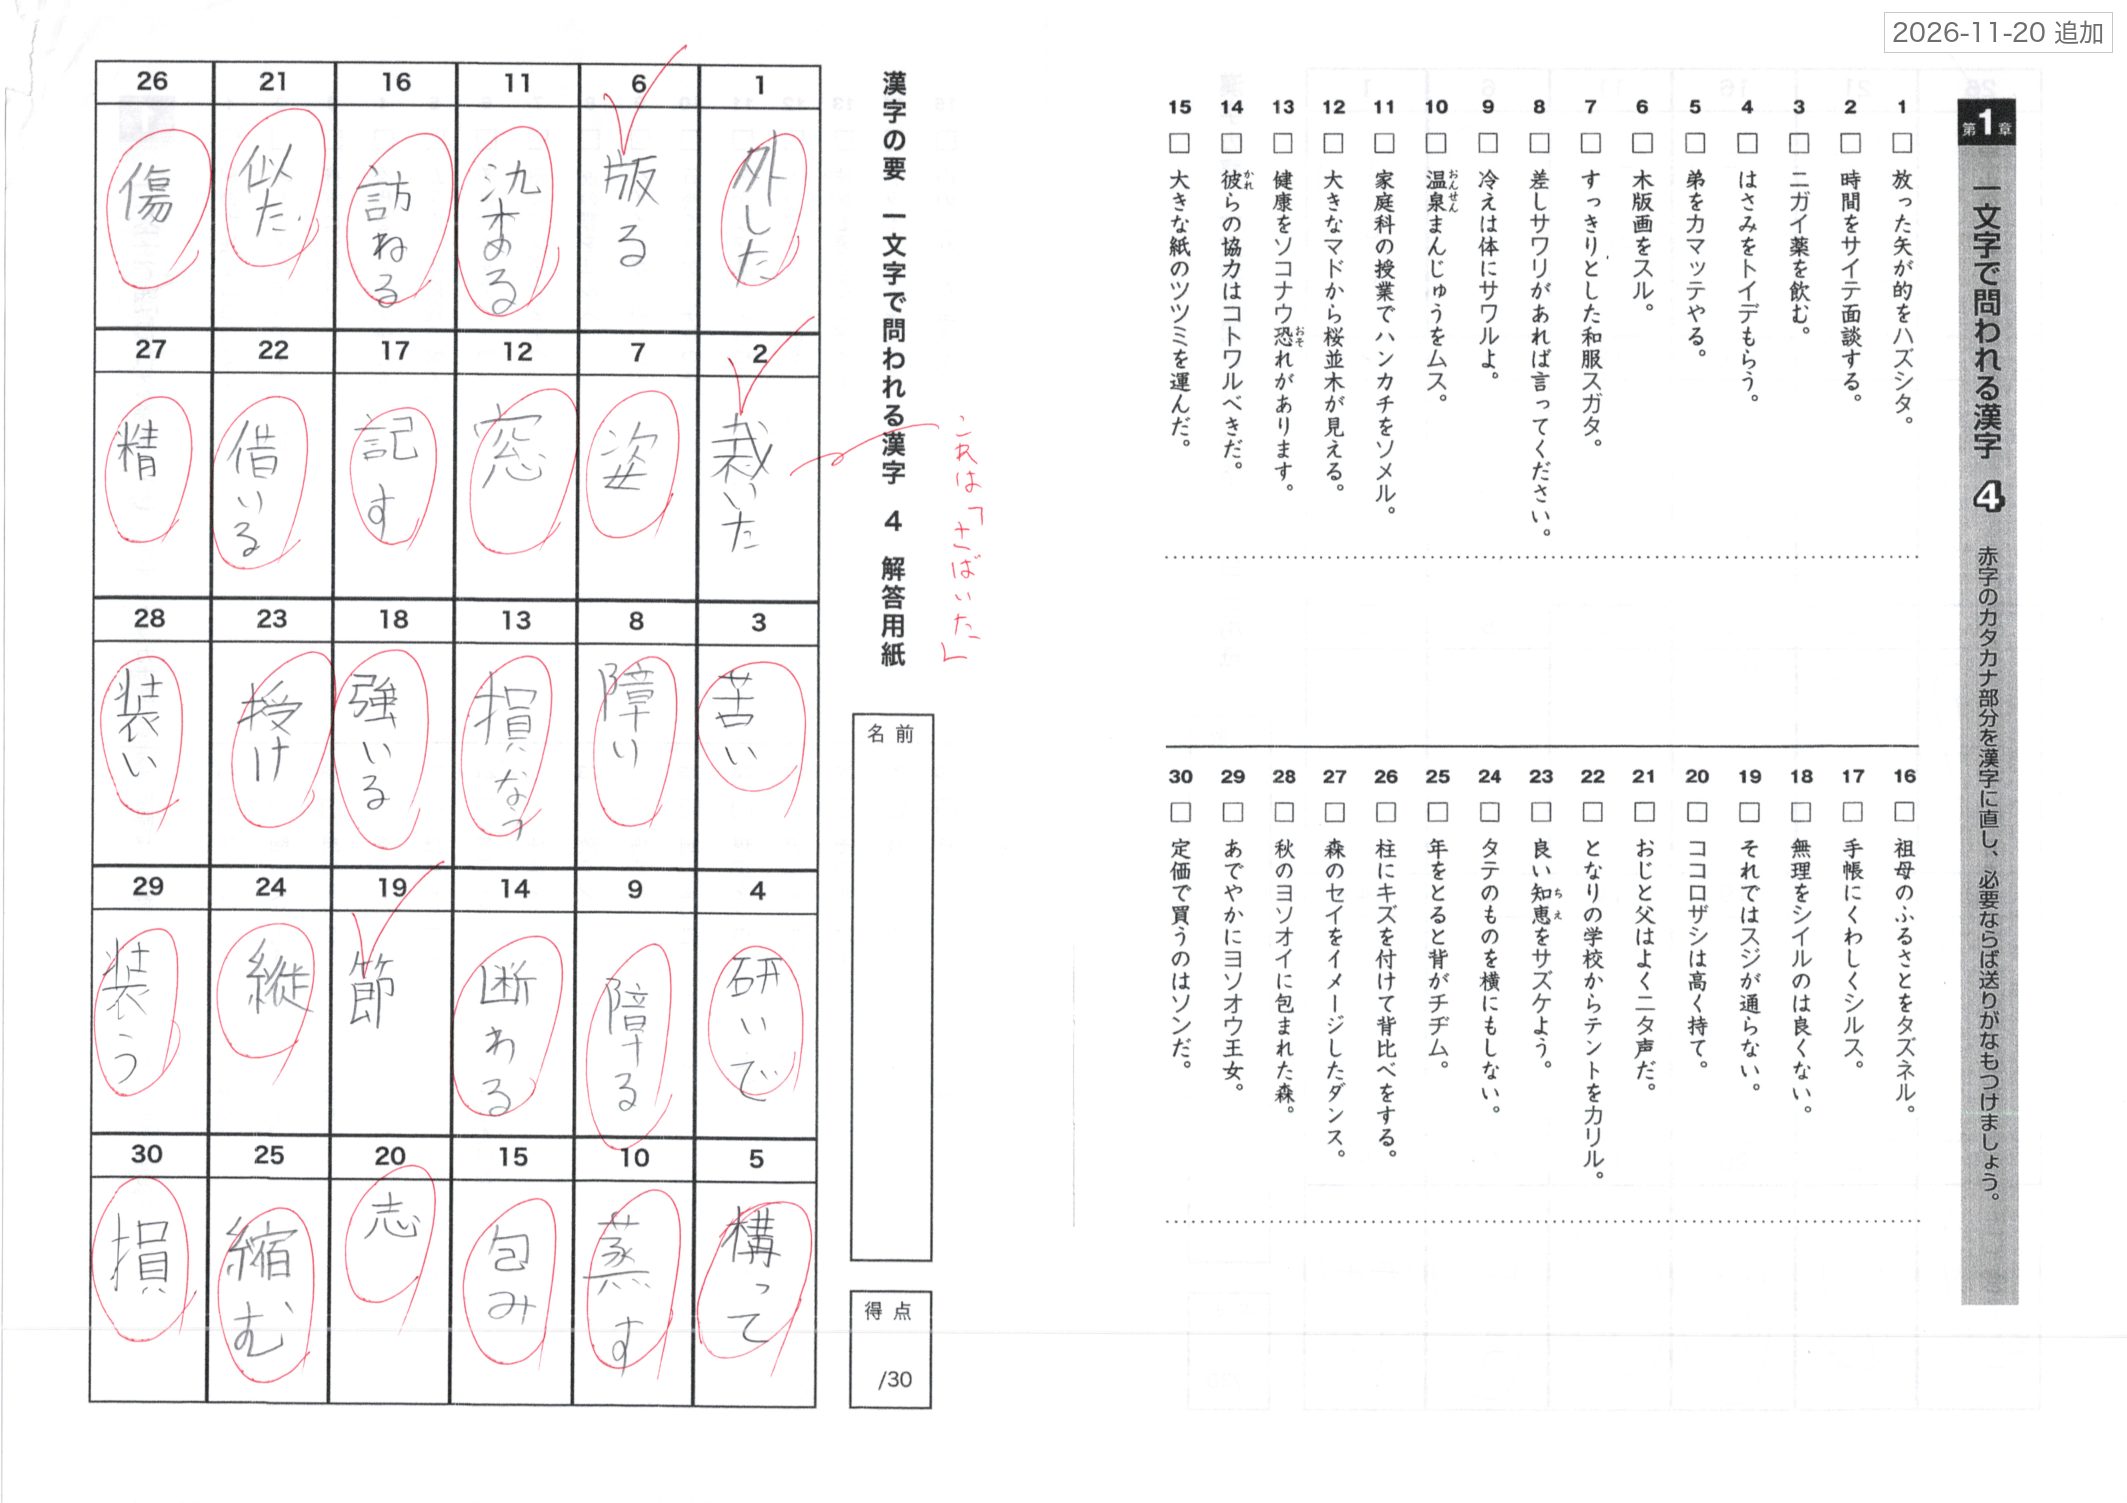 2026-11-20 追加
第1章 一文字で問われる漢字 4 赤字のカタカナ部分を漢字に直し、必要ならば送りがなもつけましょう。
1 □ 放った矢が的をハズシタ。
2 □ 時間をサイテ面談する。
3 □ ニガイ薬を飲む。
4 □ はさみをトイデもらう。
5 □ 弟をカマッテやる。
6 □ 木版画をスル。
7 □ すっきりとした和服スガタ。
8 □ 差しサワリがあれば言ってください。
9 □ 冷えは体にサワルよ。
10 □ 温泉まんじゅうをムス。
おんせん
11 □ 家庭科の授業でハンカチをソメル。
12 □ 大きなマドから桜並木が見える。
13 □ 健康をソコナウ恐れがあります。
おそ
14 □ 彼らの協力はコトワルべきだ。
かれ
15 □ 大きな紙のツツミを運んだ。
16 □ 祖母のふるさとをタズネル。
17 □ 手帳にくわしくシルス。
18 □ 無理をシイルのは良くない。
19 □ それではスジが通らない。
20 □ ココロザシは高く持て。
21 □ おじと父はよくニタ声だ。
22 □ となりの学校からテントをカリル。
23 □ 良い知恵をサズケよう。
ちえ
24 □ タテのものを横にもしない。
25 □ 年をとると背がチヂム。
26 □ 柱にキズを付けて背比べをする。
27 □ 森のセイをイメージしたダンス。
28 □ 秋のヨソオイに包まれた森。
29 □ あでやかにヨソオウ王女。
30 □ 定価で買うのはソンだ。
漢字の要 一文字で問われる漢字 4 解答用紙
名前
得点
/30
これは「さばいた」
1 外した
2 裁いた
3 苦い
4 研いで
5 構って
6 版る
7 姿
8 障り
9 障る
10 蒸す
11 染める
12 窓
13 損なう
14 断わる
15 包み
16 訪ねる
17 記す
18 強いる
19 節
20 志
21 似た
22 借いる
23 授け
24 縦
25 縮む
26 傷
27 精
28 装い
29 装う
30 損